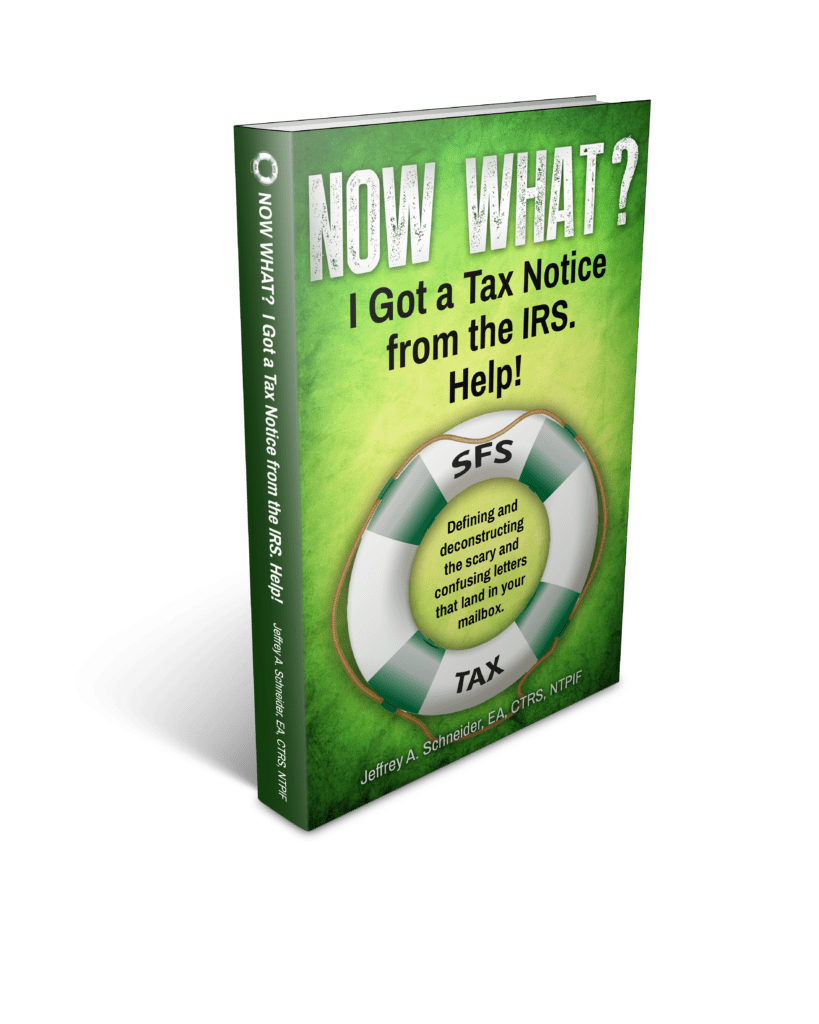 NOW WHAT?
I Got a Tax Notice
from the IRS.
Help!
SFS
Defining and
deconstructing
the scary and
confusing letters
that land in your
mailbox.
TAX
Jeffrey A. Schneider, EA, CTRS, NTPIF
NOW WHAT? I Got a Tax Notice from the IRS. Help!
Jeffrey A. Schneider, EA, CTRS, NTPIF